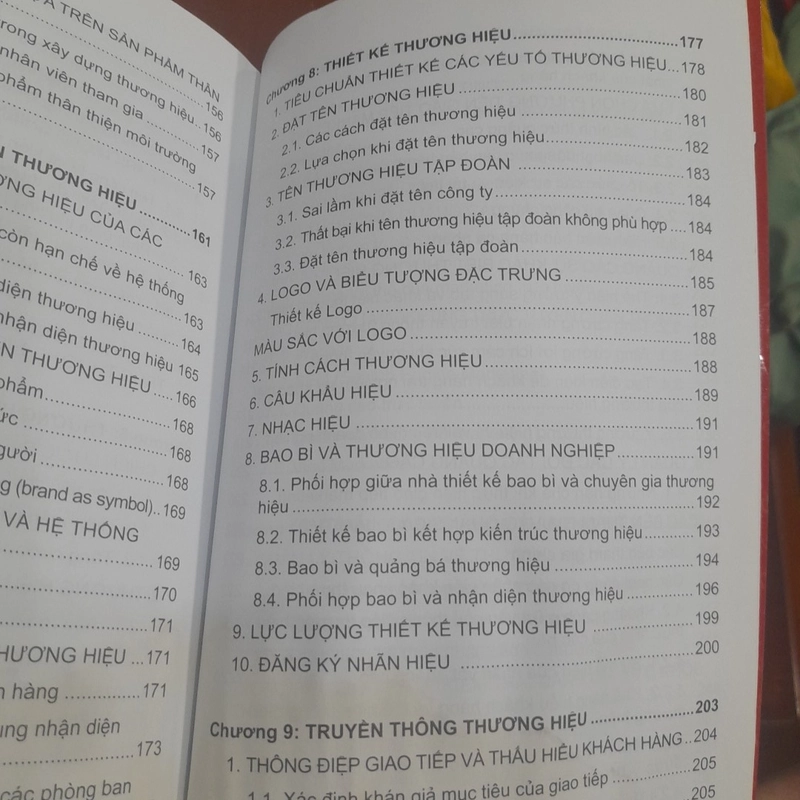 TRÊN SẢN PHẨM THÂN
156
trong xây dựng thương hiệu..156
nhân viên tham gia ............157
phẩm thân thiện môi trường
157
THƯƠNG HIỆU............161
HIỆU CỦA CÁC
163
còn hạn chế về hệ thống
163
diện thương hiệu..........164
nhận diện thương hiệu 165
THƯƠNG HIỆU .....166
168
168
168
(brand as symbol)..169
VÀ HỆ THỐNG
169
170
171
THƯƠNG HIỆU ...171
hàng ..............171
nhận diện
173
các phòng ban
Chương 8: THIẾT KẾ THƯƠNG HIỆU..............................177
1. TIÊU CHUẨN THIẾT KẾ CÁC YẾU TỐ THƯƠNG HIỆU...178
2. ĐẶT TÊN THƯƠNG HIỆU ........................................180
2.1. Các cách đặt tên thương hiệu ..............................181
2.2. Lựa chọn khi đặt tên thương hiệu.........................182
3. TÊN THƯƠNG HIỆU TẬP ĐOÀN ..............................183
3.1. Sai lầm khi đặt tên công ty...................................184
3.2. Thất bại khi tên thương hiệu tập đoàn không phù hợp ....184
3.3. Đặt tên thương hiệu tập đoàn..............................184
4. LOGO VÀ BIỂU TƯỢNG ĐẶC TRƯNG .....................185
Thiết kế Logo ........................................................187
MÀU SẮC VỚI LOGO ..............................................188
5. TÍNH CÁCH THƯƠNG HIỆU....................................188
6. CÂU KHẨU HIỆU ..................................................189
7. NHẠC HIỆU .........................................................191
8. BAO BÌ VÀ THƯƠNG HIỆU DOANH NGHIỆP...............191
8.1. Phối hợp giữa nhà thiết kế bao bì và chuyên gia thương
hiệu ....................................................................192
8.2. Thiết kế bao bì kết hợp kiến trúc thương hiệu..........193
8.3. Bao bì và quảng bá thương hiệu ..........................194
8.4. Phối hợp bao bì và nhận diện thương hiệu .............196
9. LỰC LƯỢNG THIẾT KẾ THƯƠNG HIỆU ....................199
10. ĐĂNG KÝ NHÃN HIỆU .........................................200
Chương 9: TRUYỀN THÔNG THƯƠNG HIỆU.....................203
1. THÔNG ĐIỆP GIAO TIẾP VÀ THẤU HIỂU KHÁCH HÀNG..204
1.1. Xác định khán giả mục tiêu của giao tiếp ...............205
205